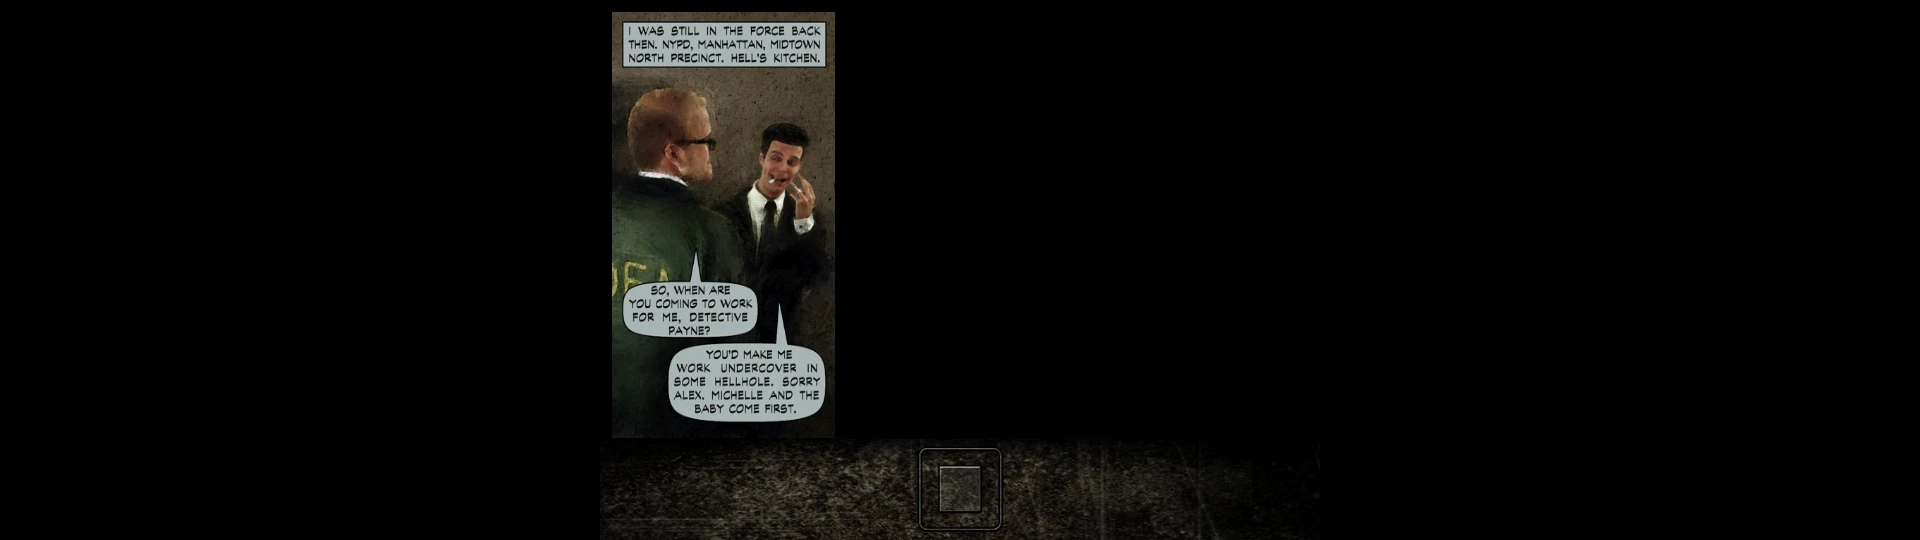 I WAS STILL IN THE FORCE BACK
THEN. NYPD, MANHATTAN, MIDTOWN
NORTH PRECINCT. HELL'S KITCHEN.
DEA
SO, WHEN ARE
YOU COMING TO WORK
FOR ME, DETECTIVE
PAYNE?
YOU'D MAKE ME
WORK UNDERCOVER IN
SOME HELLHOLE. SORRY
ALEX. MICHELLE AND THE
BABY COME FIRST.